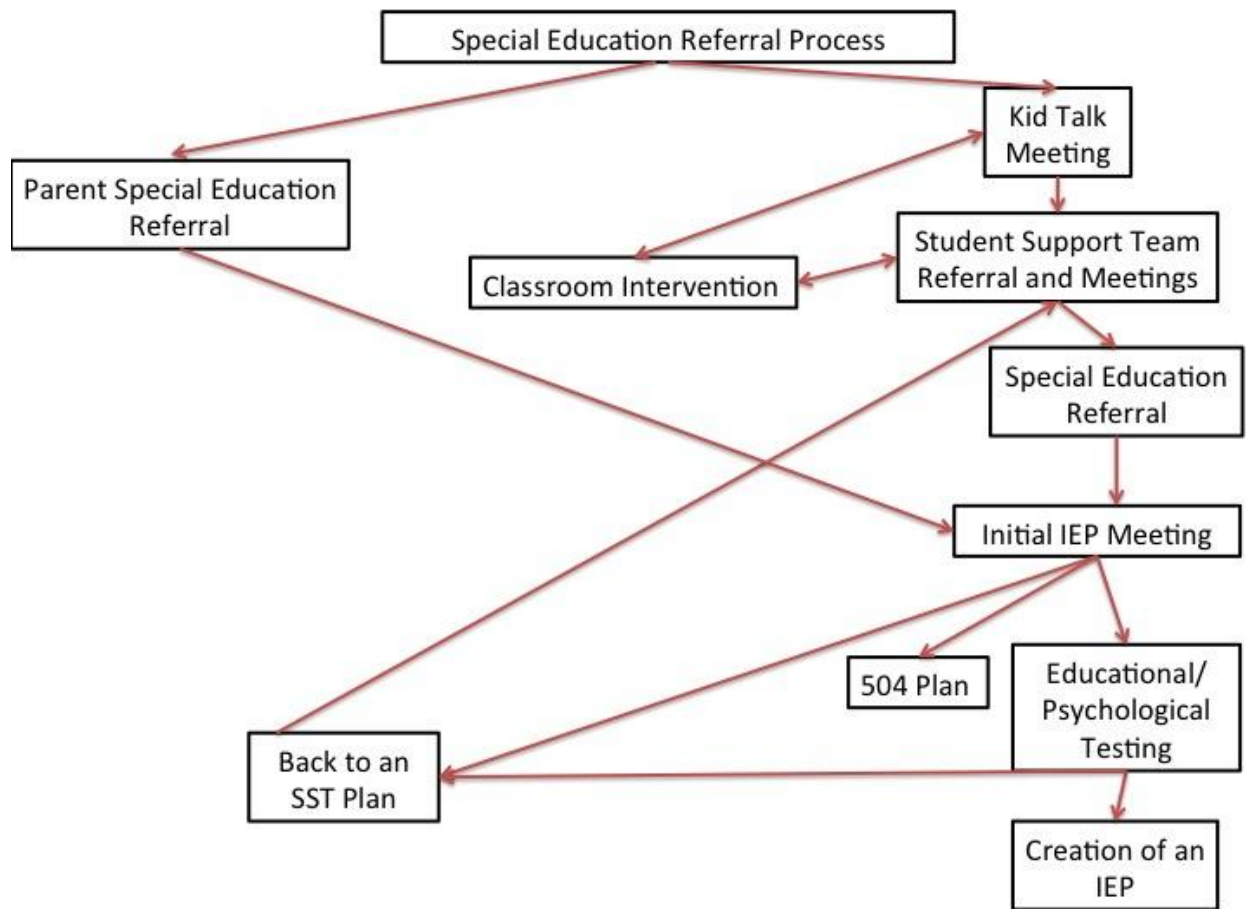 Special Education Referral Process
Kid Talk
Meeting
Parent Special Education
Referral
Student Support Team
Referral and Meetings
Classroom Intervention
Special Education
Referral
Initial IEP Meeting
504 Plan
Educational/
Psychological
Testing
Back to an
SST Plan
Creation of an
IEP